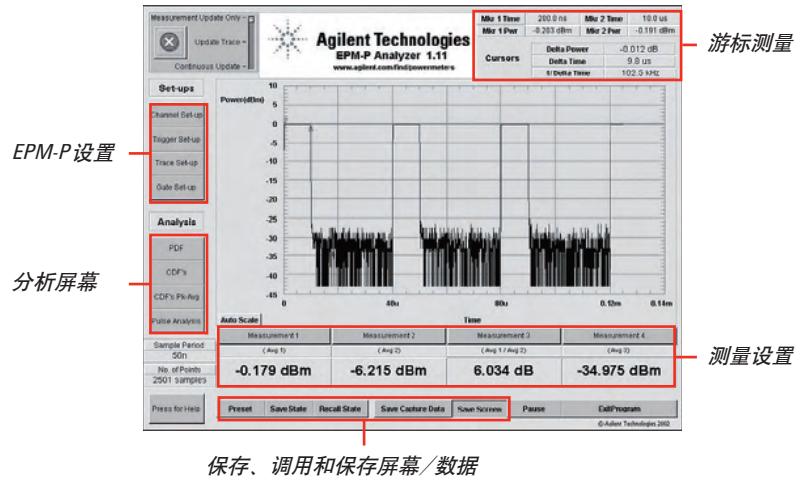 Measurement Update Only -
Update Trace -
Continuous Update -
Agilent Technologies
EPM-P Analyzer 1.11
www.agilent.com/find/powermeters
Mkr 1 Time 200.0 ns Mkr 2 Time 10.0 us
Mkr 1 Pwr -0.203 dBm Mkr 2 Pwr -0.191 dBm
Cursors
Delta Power -0.012 dB
Delta Time 9.8 us
1/Delta Time 102.5 kHz
游标测量
Set-ups
Channel Set-up
Trigger Set-up
Trace Set-up
Gate Set-up
EPM-P设置
Analysis
PDF
CDF's
CDF's Pk-Avg
Pulse Analysis
分析屏幕
Sample Period
50n
No. of Points
2501 samples
Press for Help
Power(dBm)
10
5
0
-5
-10
-15
-20
-25
-30
-35
-40
-45
0 40u 80u 0.12m 0.14m
Auto Scale
Time
Measurement 1 Measurement 2 Measurement 3 Measurement 4
(Avg 1) (Avg 2) (Avg 1 / Avg 2) (Avg 3)
-0.179 dBm -6.215 dBm 6.034 dB -34.975 dBm
测量设置
Preset Save State Recall State Save Capture Data Save Screen Pause ExitProgram
© Agilent Technologies 2002
保存、调用和保存屏幕/数据